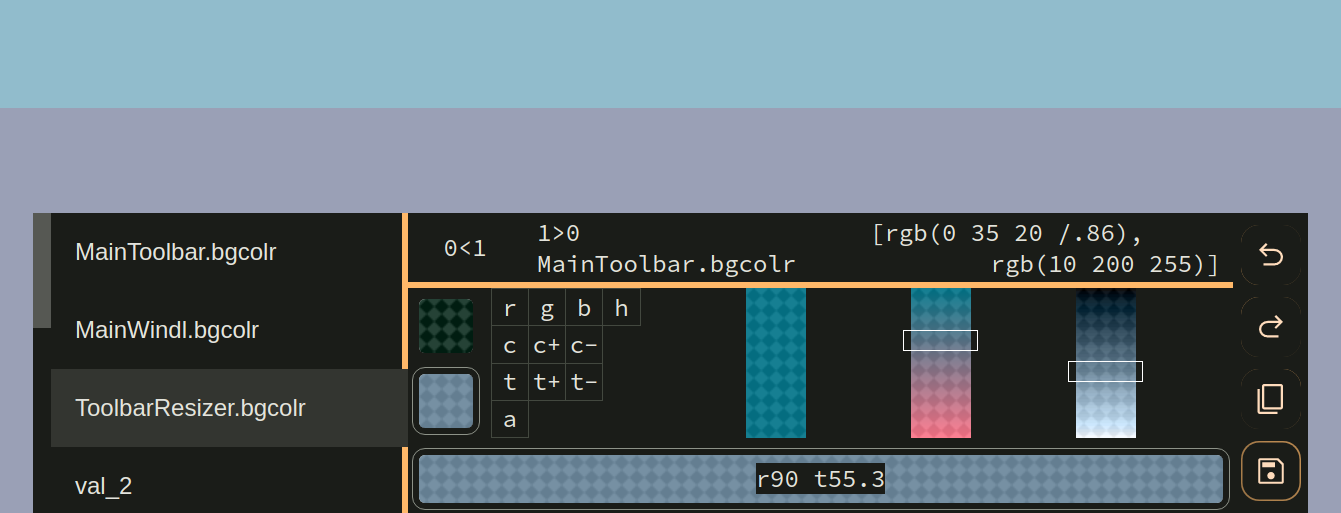 MainToolbar.bgcolr
MainWindl.bgcolr
ToolbarResizer.bgcolr
val_2
0<1
1>0
MainToolbar.bgcolr
[rgb(0 35 20 /.86),
rgb(10 200 255)]
r g b h
c c+ c-
t t+ t-
a
r90 t55.3